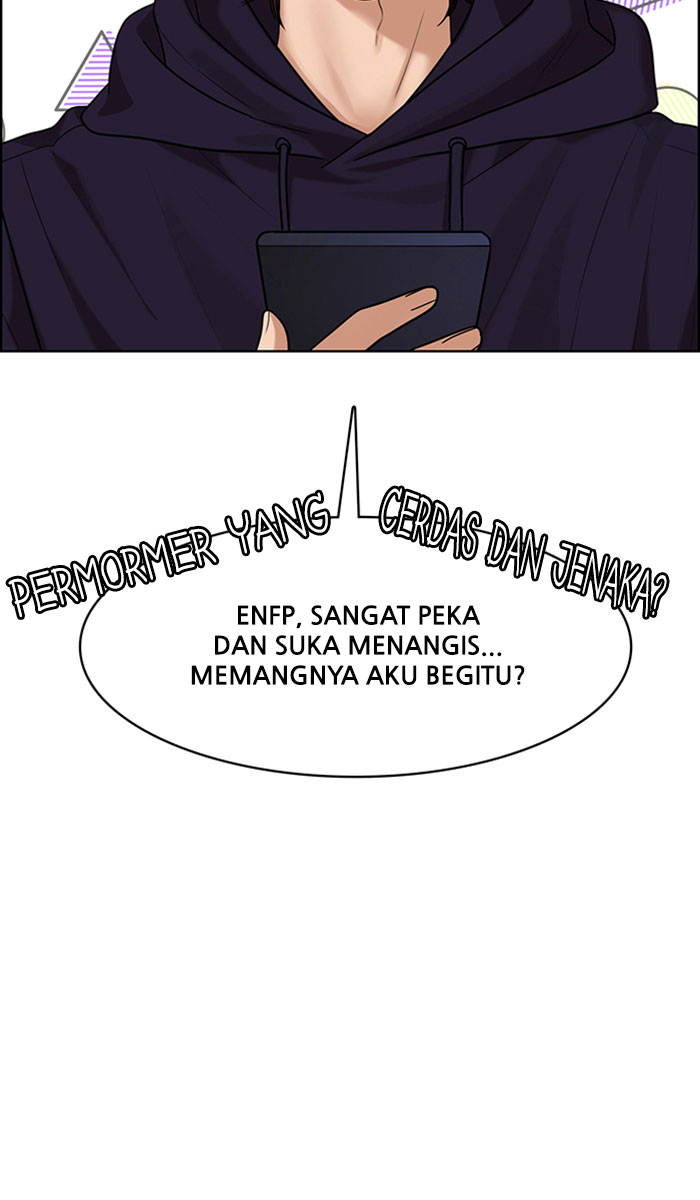 PERMORMER YANG CERDAS DAN JENAKA?
ENFP, SANGAT PEKA
DAN SUKA MENANGIS...
MEMANGNYA AKU BEGITU?